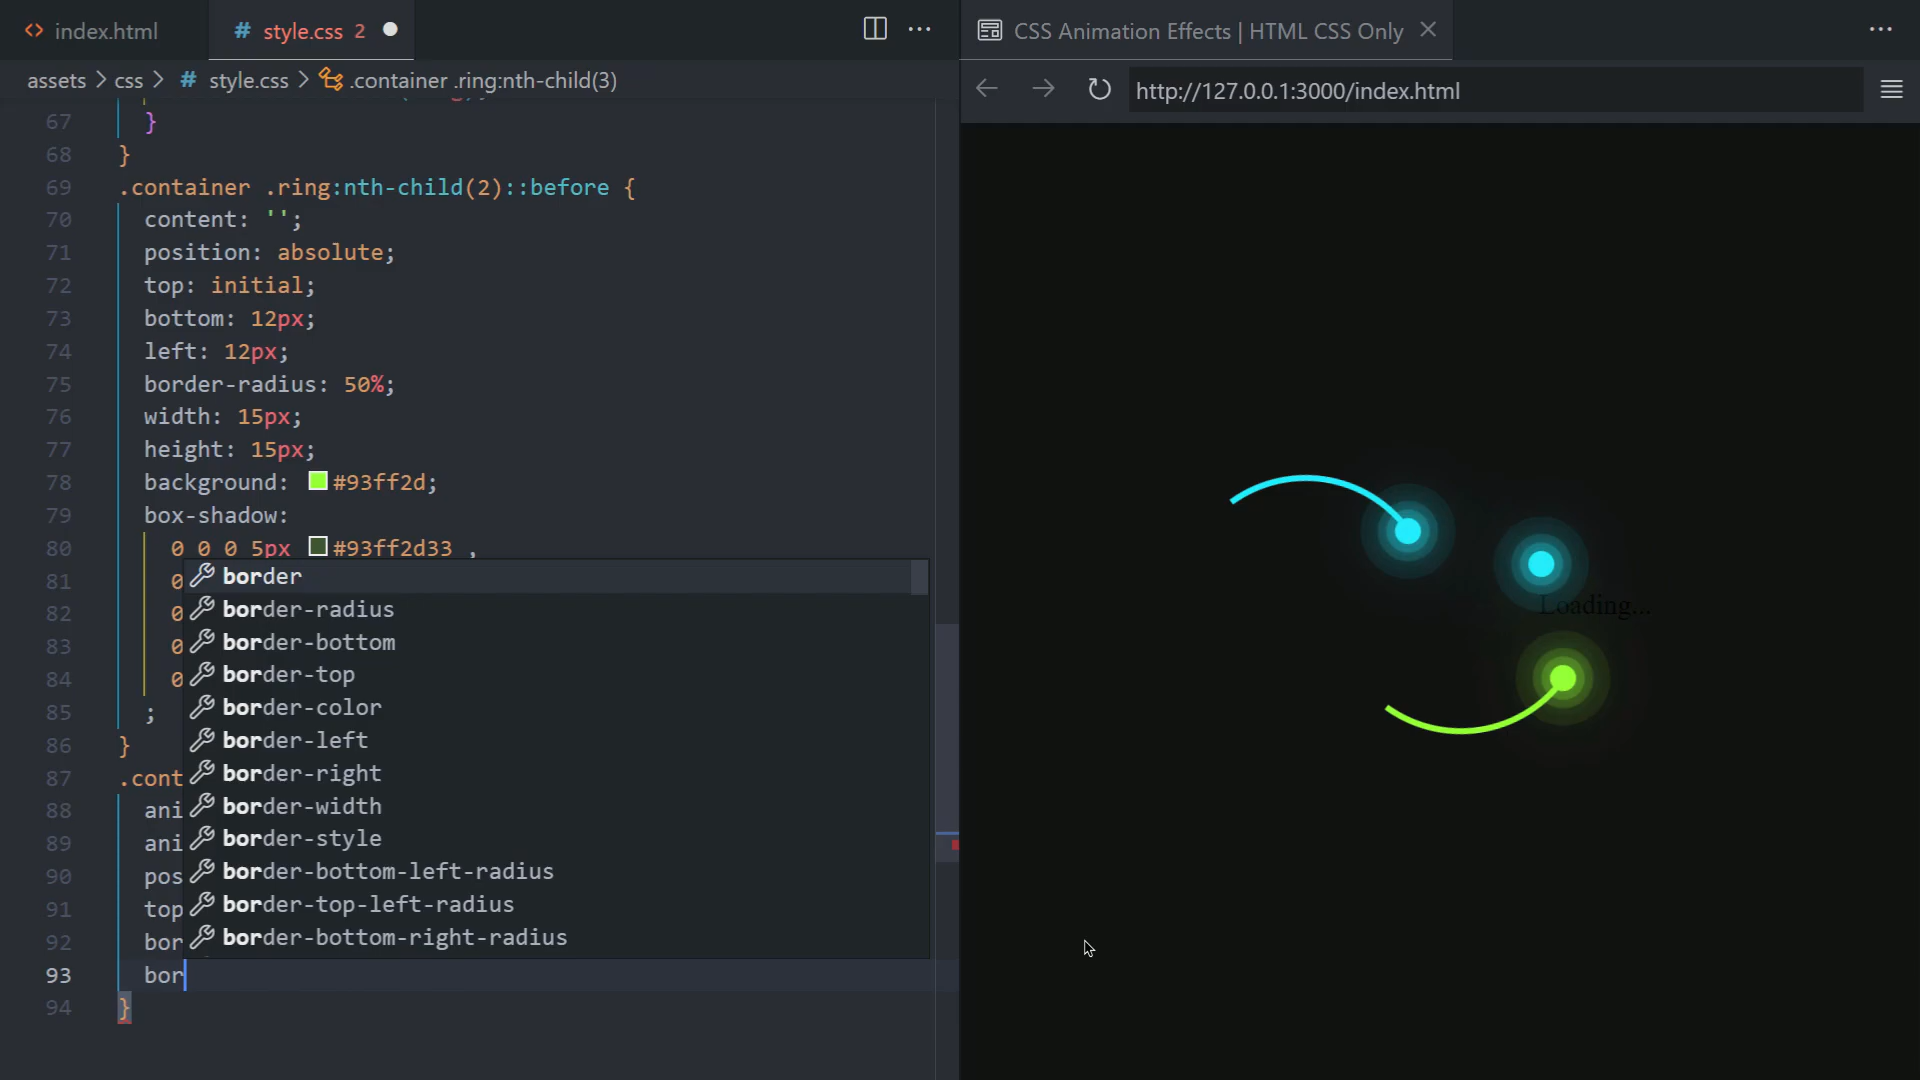 index.html
# style.css 2
CSS Animation Effects | HTML CSS Only
assets > css > # style.css > .container .ring:nth-child(3)
http://127.0.0.1:3000/index.html
67 }
68 }
69 .container .ring:nth-child(2)::before {
70 content: '';
71 position: absolute;
72 top: initial;
73 bottom: 12px;
74 left: 12px;
75 border-radius: 50%;
76 width: 15px;
77 height: 15px;
78 background: #93ff2d;
79 box-shadow:
80 0 0 0 5px #93ff2d33 ,
81 0
82 0
83 0
84 0
85 ;
86 }
87 .cont
88 ani
89 ani
90 pos
91 top
92 bor
93 bor
94 }
border
border-radius
border-bottom
border-top
border-color
border-left
border-right
border-width
border-style
border-bottom-left-radius
border-top-left-radius
border-bottom-right-radius
Loading...